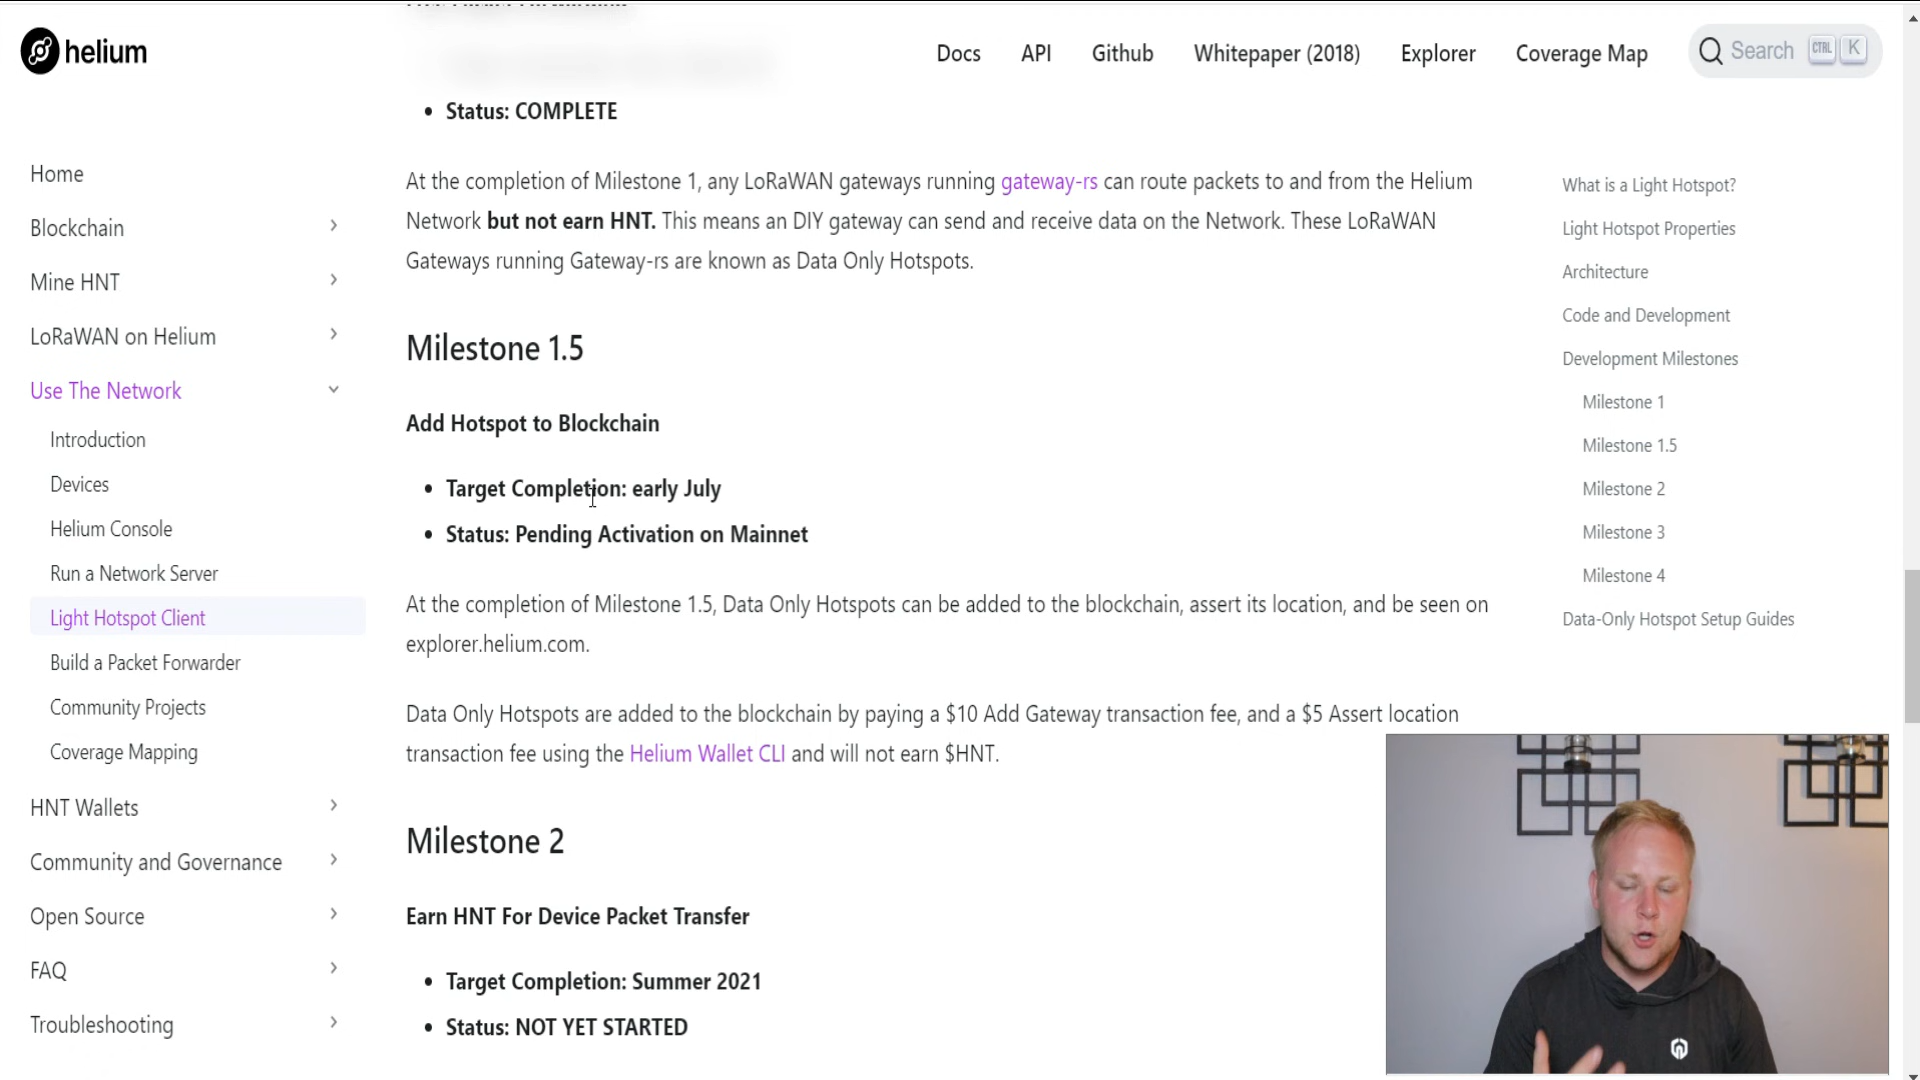 helium
Docs
API
Github
Whitepaper (2018)
Explorer
Coverage Map
Search
CTRL
K
Home
Blockchain
Mine HNT
LoRaWAN on Helium
Use The Network
Introduction
Devices
Helium Console
Run a Network Server
Light Hotspot Client
Build a Packet Forwarder
Community Projects
Coverage Mapping
HNT Wallets
Community and Governance
Open Source
FAQ
Troubleshooting
• Status: COMPLETE
At the completion of Milestone 1, any LoRaWAN gateways running gateway-rs can route packets to and from the Helium
Network but not earn HNT. This means an DIY gateway can send and receive data on the Network. These LoRaWAN
Gateways running Gateway-rs are known as Data Only Hotspots.
Milestone 1.5
Add Hotspot to Blockchain
• Target Completion: early July
• Status: Pending Activation on Mainnet
At the completion of Milestone 1.5, Data Only Hotspots can be added to the blockchain, assert its location, and be seen on
explorer.helium.com.
Data Only Hotspots are added to the blockchain by paying a $10 Add Gateway transaction fee, and a $5 Assert location
transaction fee using the Helium Wallet CLI and will not earn $HNT.
Milestone 2
Earn HNT For Device Packet Transfer
• Target Completion: Summer 2021
• Status: NOT YET STARTED
What is a Light Hotspot?
Light Hotspot Properties
Architecture
Code and Development
Development Milestones
Milestone 1
Milestone 1.5
Milestone 2
Milestone 3
Milestone 4
Data-Only Hotspot Setup Guides